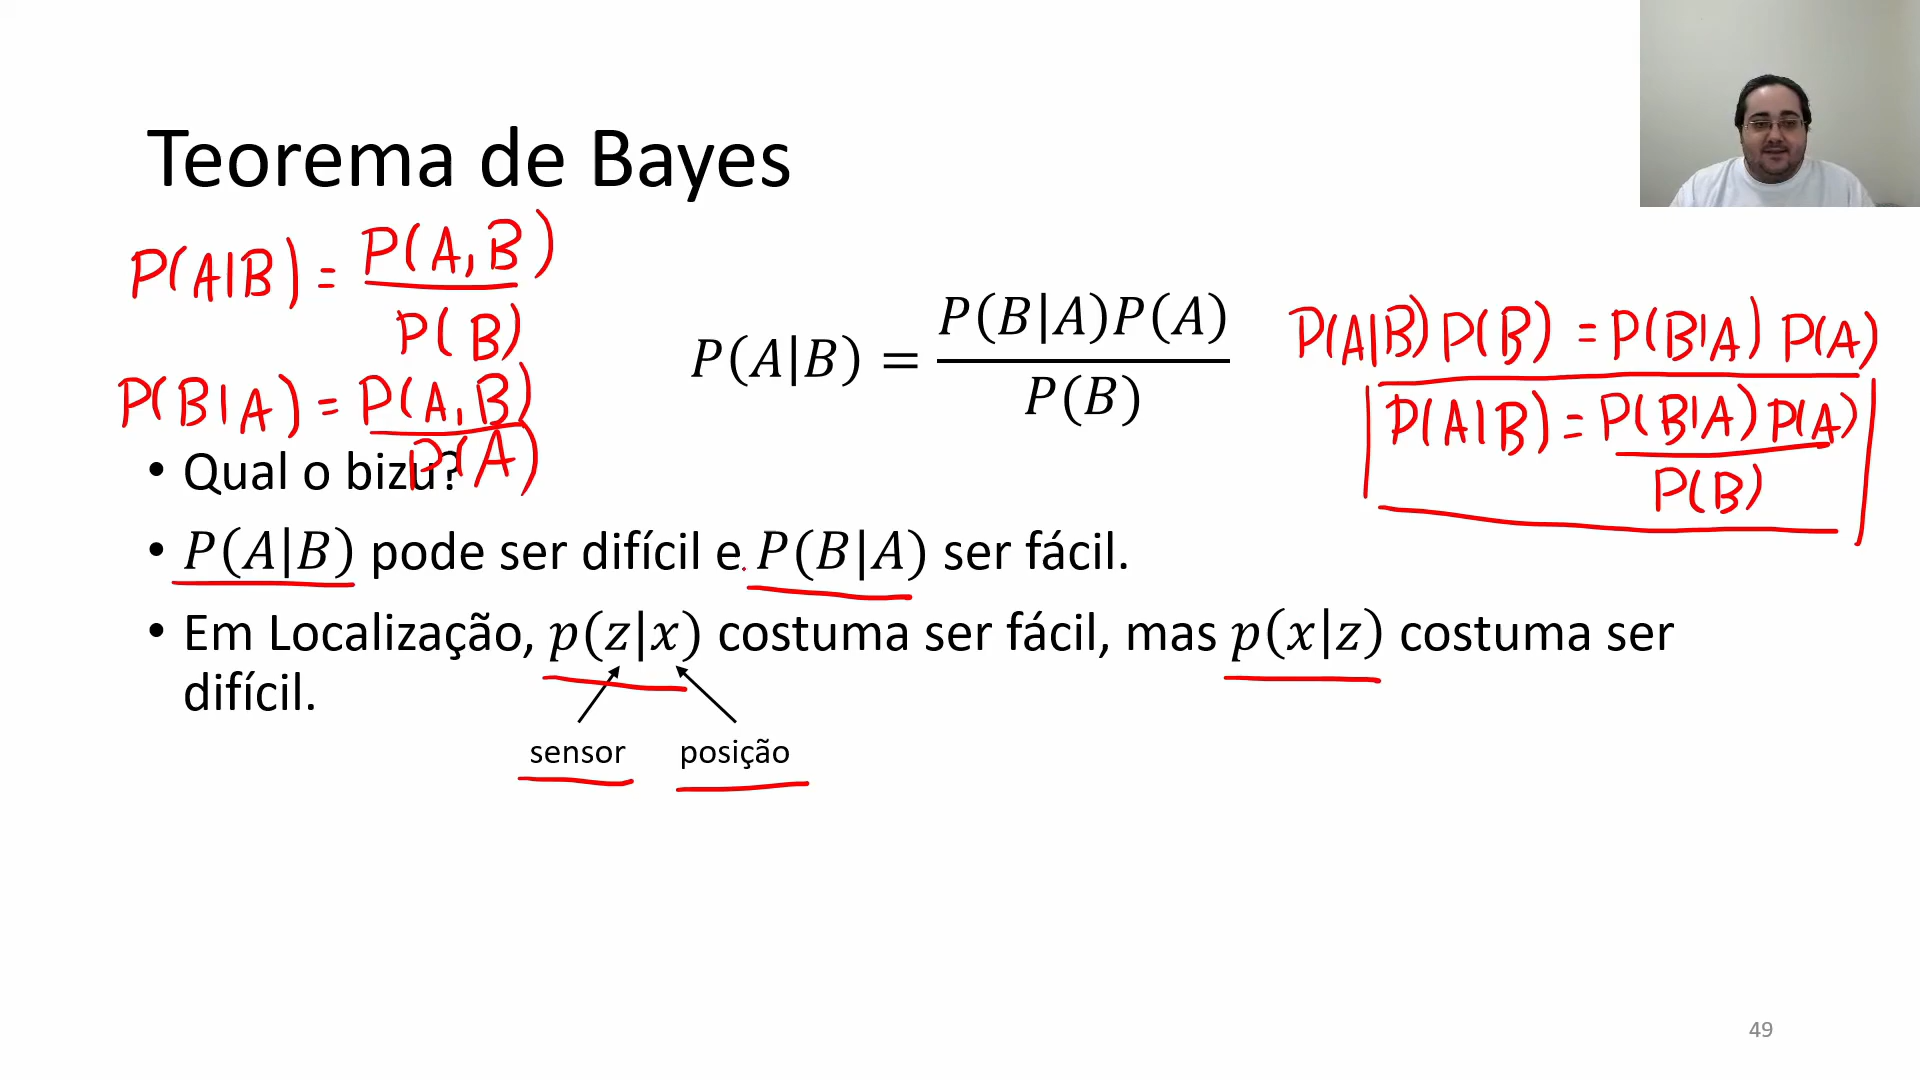 Teorema de Bayes
P(A|B) = P(A,B) / P(B)
P(B|A) = P(A,B) / P(A)
P(A|B) = P(B|A)P(A) / P(B)
P(A|B) P(B) = P(B|A) P(A)
P(A|B) = P(B|A) P(A) / P(B)
• Qual o bizu?
• P(A|B) pode ser difícil e P(B|A) ser fácil.
• Em Localização, p(z|x) costuma ser fácil, mas p(x|z) costuma ser
difícil.
sensor posição
49